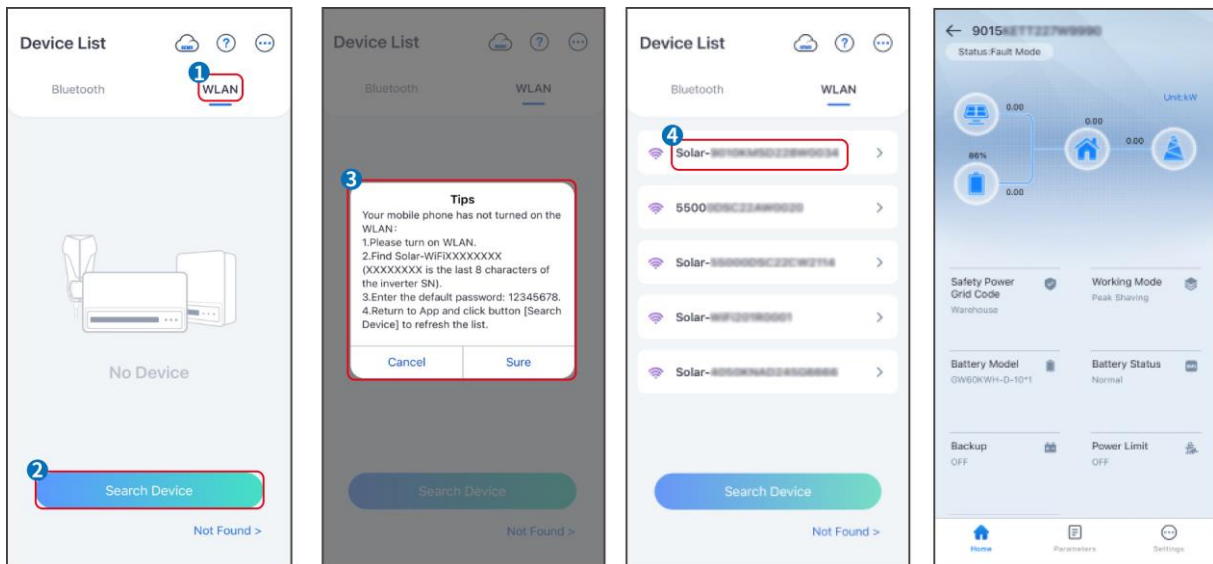 Device List
?
1
Bluetooth
WLAN
No Device
2
Search Device
Not Found >
Device List
?
Bluetooth
WLAN
3
Tips
Your mobile phone has not turned on the
WLAN:
1.Please turn on WLAN.
2.Find Solar-WiFiXXXXXXXX
(XXXXXXXX is the last 8 characters of
the inverter SN).
3.Enter the default password: 12345678.
4.Return to App and click button [Search
Device] to refresh the list.
Cancel
Sure
Search Device
Not Found >
Device List
?
Bluetooth
WLAN
4
Solar-
5500
Solar-
Solar-
Solar-
Search Device
Not Found >
9015
Status:Fault Mode
Unit:kW
0.00
0.00
0.00
86%
0.00
Safety Power
Grid Code
Warehouse
Working Mode
Peak Shaving
Battery Model
GW60KWH-D-10*1
Battery Status
Normal
Backup
OFF
Power Limit
OFF
Home
Parameters
Settings